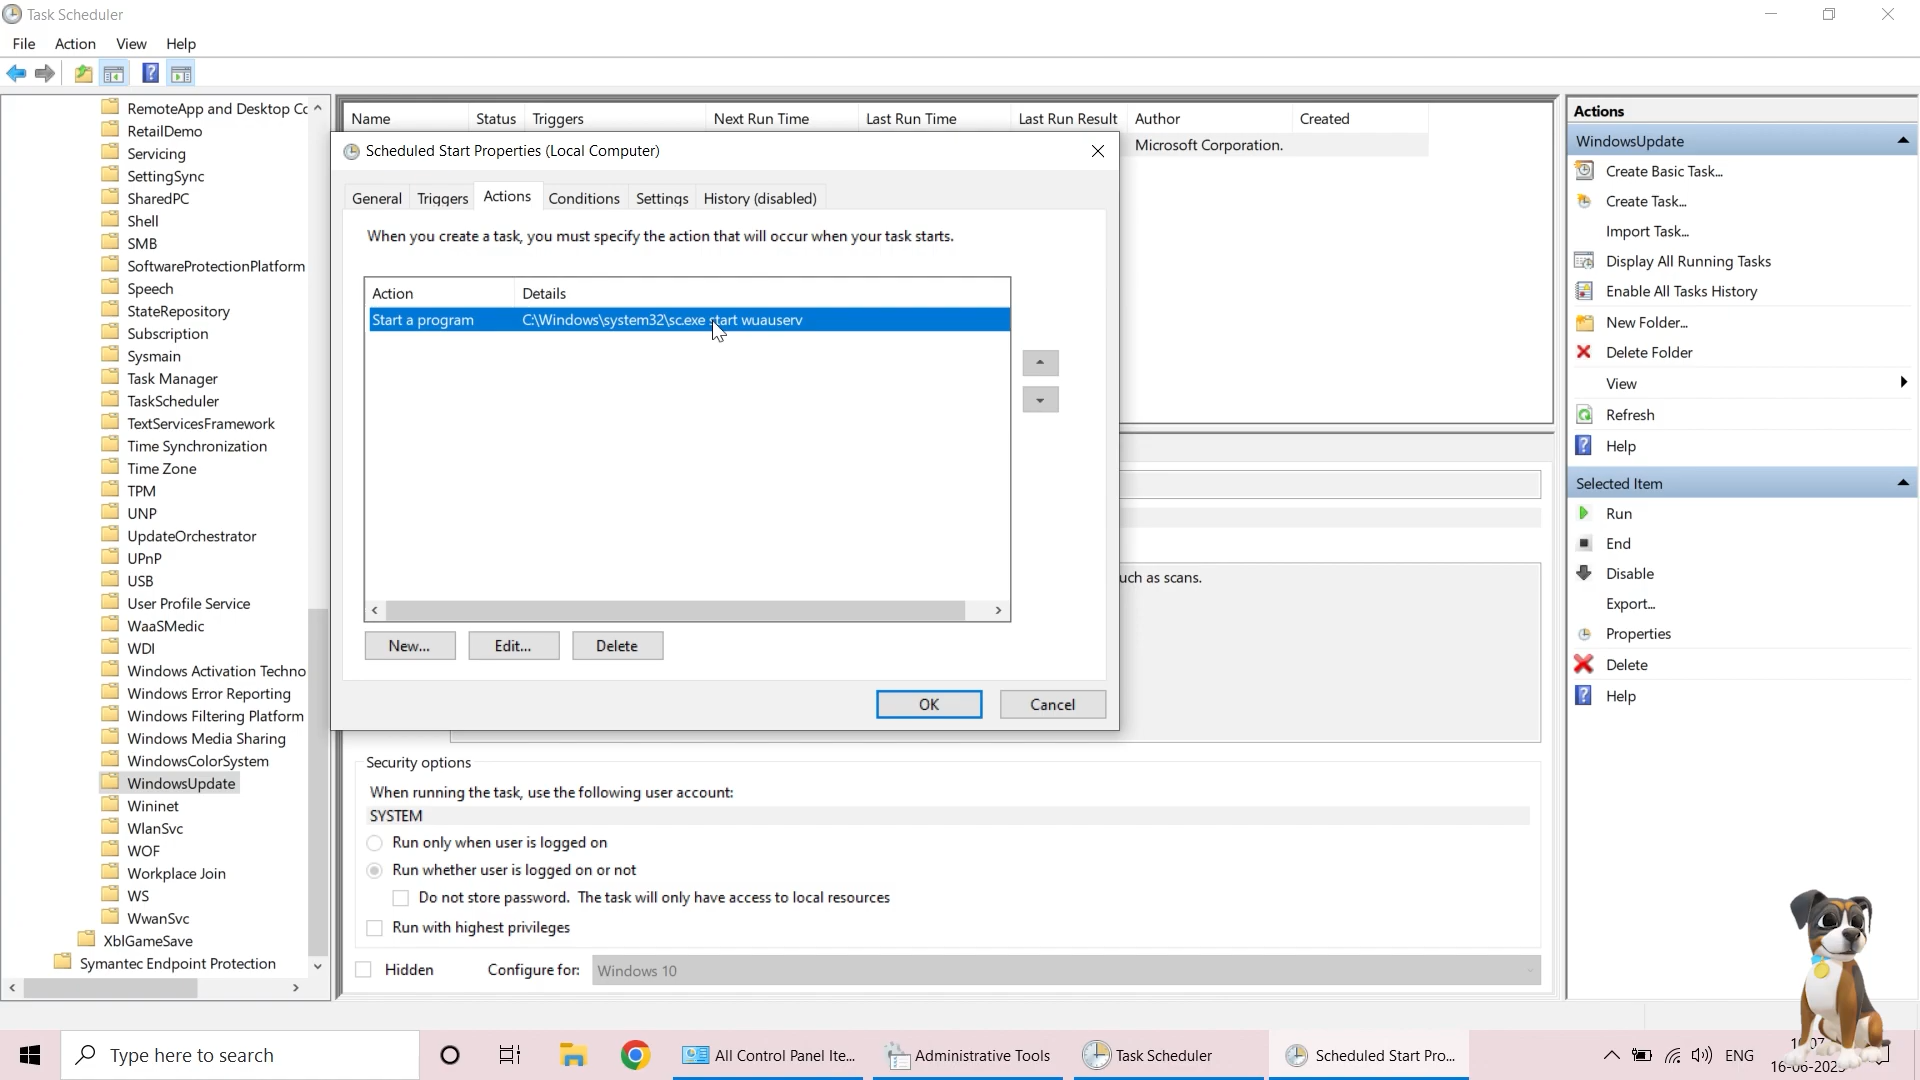 Task Scheduler
File Action View Help
RemoteApp and Desktop Cc
RetailDemo
Servicing
SettingSync
SharedPC
Shell
SMB
SoftwareProtectionPlatform
Speech
StateRepository
Subscription
Sysmain
Task Manager
TaskScheduler
TextServicesFramework
Time Synchronization
Time Zone
TPM
UNP
UpdateOrchestrator
UPnP
USB
User Profile Service
WaaSMedic
WDI
Windows Activation Techno
Windows Error Reporting
Windows Filtering Platform
Windows Media Sharing
WindowsColorSystem
WindowsUpdate
Wininet
WlanSvc
WOF
Workplace Join
WS
WwanSvc
XblGameSave
Symantec Endpoint Protection
Name Status Triggers Next Run Time Last Run Time Last Run Result Author Created
Microsoft Corporation.
Scheduled Start Properties (Local Computer)
General Triggers Actions Conditions Settings History (disabled)
When you create a task, you must specify the action that will occur when your task starts.
Action Details
Start a program C:\Windows\system32\sc.exe start wuauserv
New... Edit... Delete
OK Cancel
uch as scans.
Security options
When running the task, use the following user account:
SYSTEM
Run only when user is logged on
Run whether user is logged on or not
Do not store password. The task will only have access to local resources
Run with highest privileges
Hidden Configure for: Windows 10
Actions
WindowsUpdate
Create Basic Task...
Create Task...
Import Task...
Display All Running Tasks
Enable All Tasks History
New Folder...
Delete Folder
View
Refresh
Help
Selected Item
Run
End
Disable
Export...
Properties
Delete
Help
Type here to search
All Control Panel Ite...
Administrative Tools
Task Scheduler
Scheduled Start Pro...
ENG
16-06-202